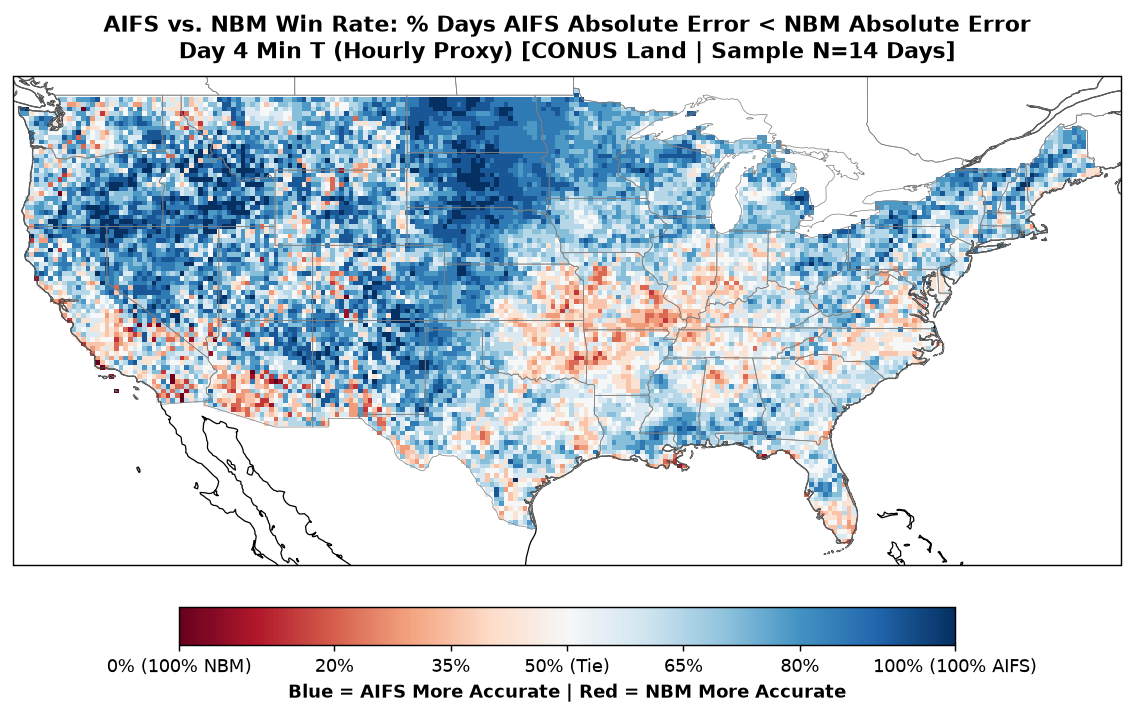 AIFS vs. NBM Win Rate: % Days AIFS Absolute Error < NBM Absolute Error
Day 4 Min T (Hourly Proxy) [CONUS Land | Sample N=14 Days]
0% (100% NBM) 20% 35% 50% (Tie) 65% 80% 100% (100% AIFS)
Blue = AIFS More Accurate | Red = NBM More Accurate